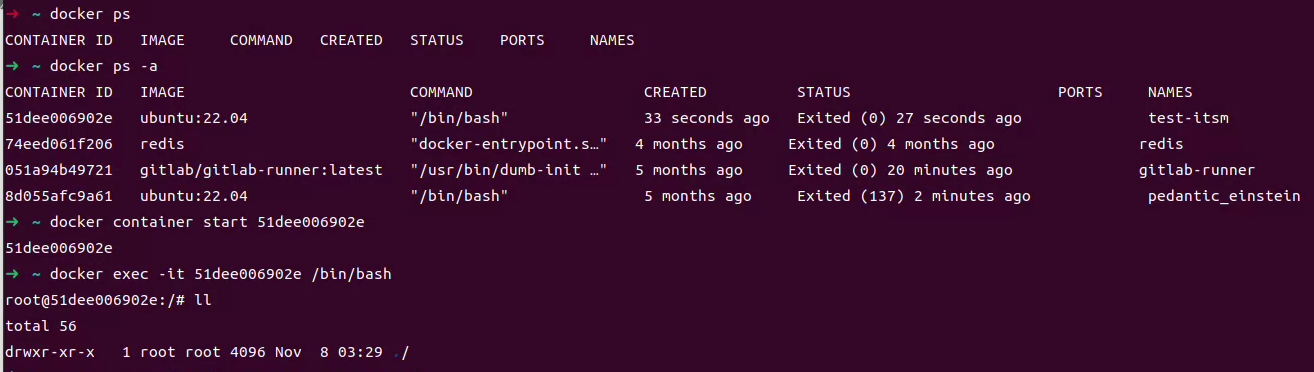 ➜ ~ docker ps
CONTAINER ID IMAGE COMMAND CREATED STATUS PORTS NAMES
➜ ~ docker ps -a
CONTAINER ID IMAGE COMMAND CREATED STATUS PORTS NAMES
51dee006902e ubuntu:22.04 "/bin/bash" 33 seconds ago Exited (0) 27 seconds ago test-itsm
74eed061f206 redis "docker-entrypoint.s…" 4 months ago Exited (0) 4 months ago redis
051a94b49721 gitlab/gitlab-runner:latest "/usr/bin/dumb-init …" 5 months ago Exited (0) 20 minutes ago gitlab-runner
8d055afc9a61 ubuntu:22.04 "/bin/bash" 5 months ago Exited (137) 2 minutes ago pedantic_einstein
➜ ~ docker container start 51dee006902e
51dee006902e
➜ ~ docker exec -it 51dee006902e /bin/bash
root@51dee006902e:/# ll
total 56
drwxr-xr-x 1 root root 4096 Nov 8 03:29 ./